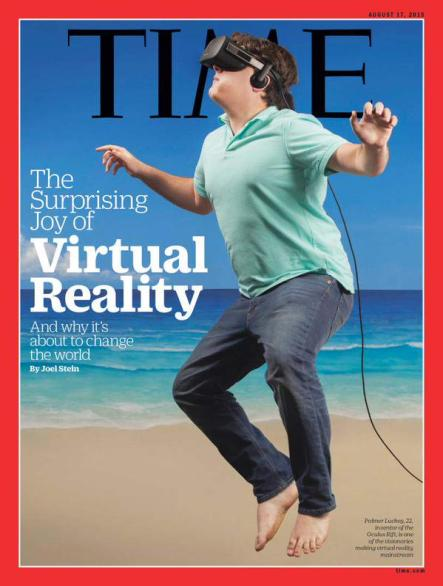 AUGUST 17, 2015
TIME
The
Surprising
Joy of
Virtual
Reality
And why it's
about to change
the world
By Joel Stein
Palmer Luckey, 22,
inventor of the
Oculus Rift, is one
of the visionaries
making virtual reality
mainstream
time.com